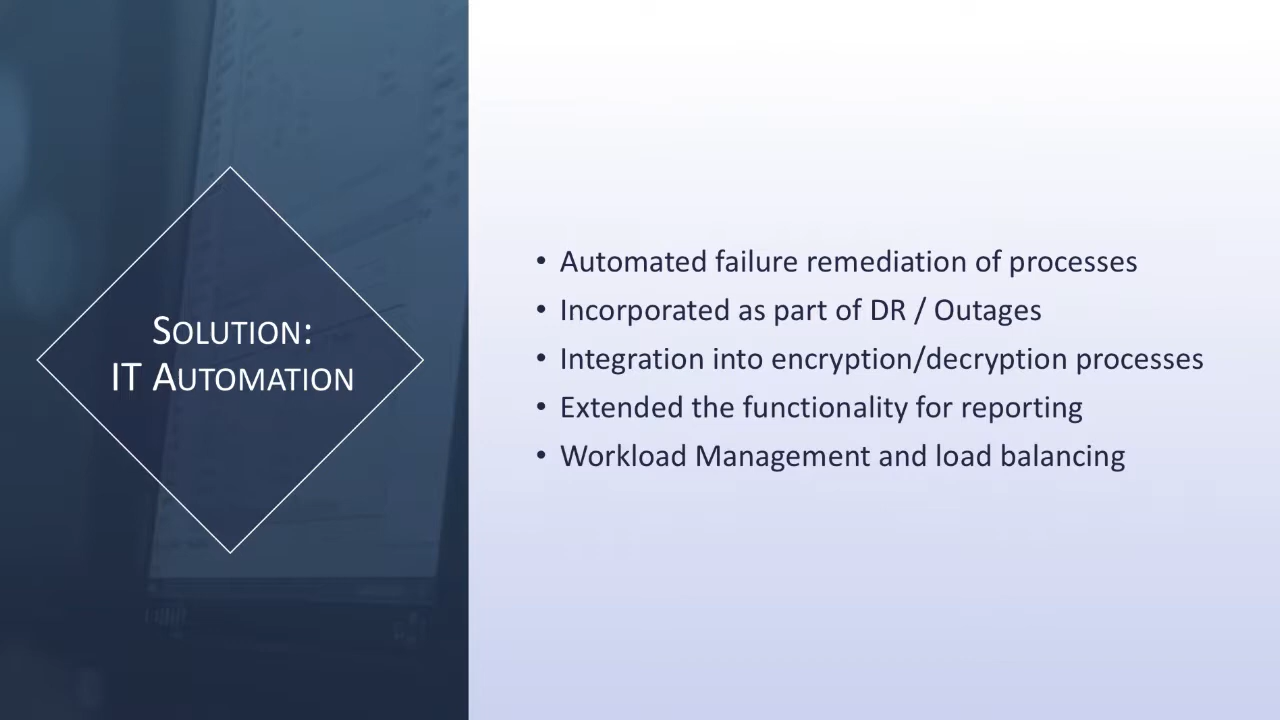 Solution:
IT Automation
• Automated failure remediation of processes
• Incorporated as part of DR / Outages
• Integration into encryption/decryption processes
• Extended the functionality for reporting
• Workload Management and load balancing